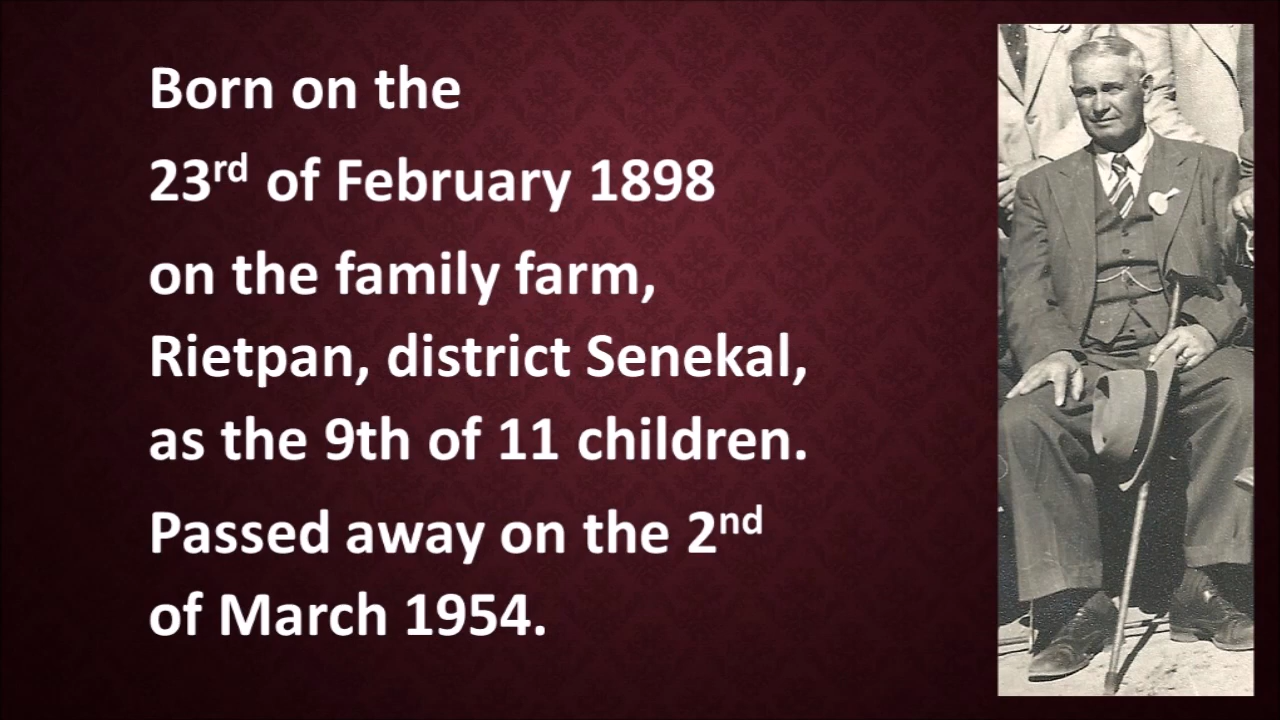 Born on the
23rd of February 1898
on the family farm,
Rietpan, district Senekal,
as the 9th of 11 children.
Passed away on the 2nd
of March 1954.